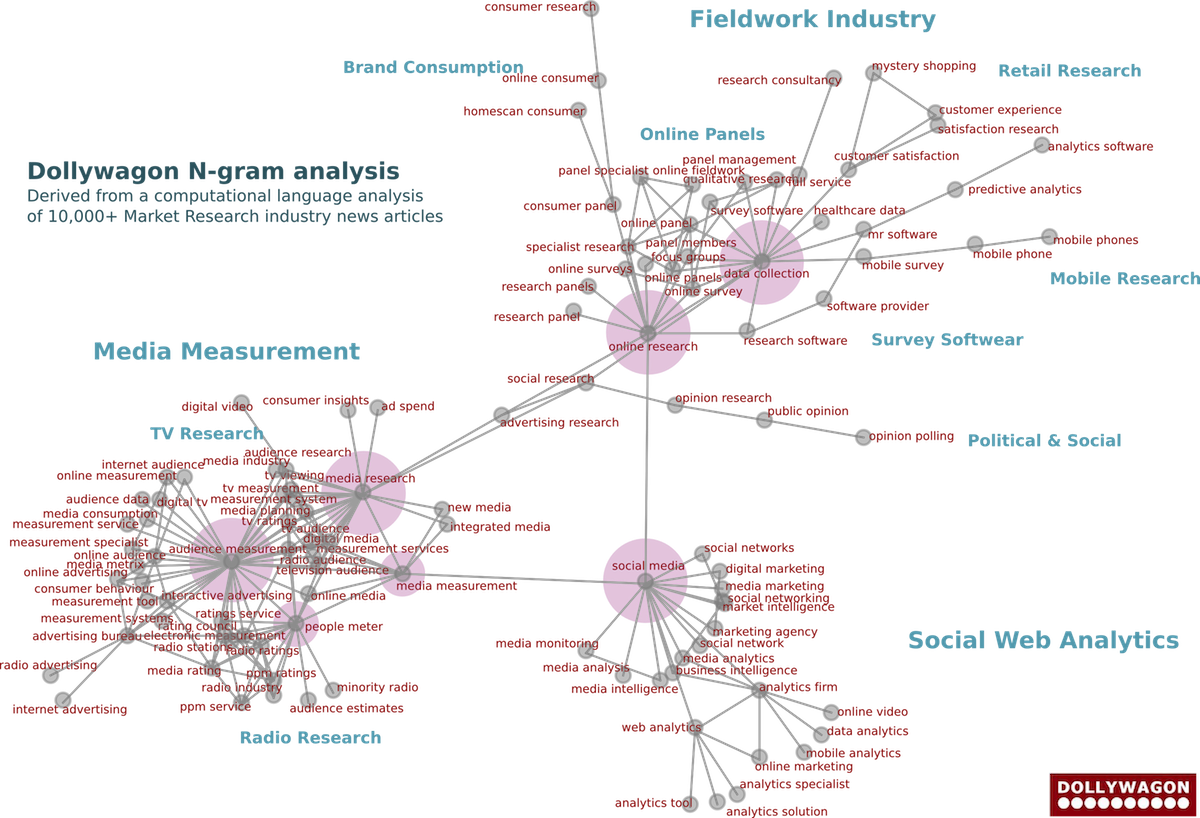 consumer research
Fieldwork Industry
Brand Consumption
online consumer
research consultancy
mystery shopping
Retail Research
homescan consumer
customer experience
satisfaction research
Online Panels
analytics software
panel management
customer satisfaction
Dollywagon N-gram analysis
panel specialist
online fieldwork
qualitative research
full service
Derived from a computational language analysis
predictive analytics
of 10,000+ Market Research industry news articles
consumer panel
survey software
healthcare data
online panel
mr software
specialist research
panel members
mobile phones
focus groups
mobile phone
online surveys
mobile survey
online panels
data collection
Mobile Research
research panels
online survey
software provider
research panel
Survey Softwear
research software
online research
Media Measurement
social research
opinion research
consumer insights
ad spend
digital video
public opinion
advertising research
TV Research
opinion polling
Political & Social
audience research
media industry
internet audience
online measurement
tv viewing
media research
tv measurement
audience data
digital tv
measurement system
media consumption
media planning
new media
measurement service
tv ratings
integrated media
tv audience
digital media
measurement specialist
audience measurement
measurement services
social networks
online audience
radio audience
media metrix
television audience
social media
online advertising
digital marketing
consumer behaviour
media measurement
media marketing
interactive advertising
online media
social networking
measurement tool
market intelligence
ratings service
measurement systems
rating council
people meter
marketing agency
advertising bureau
electronic measurement
Social Web Analytics
media monitoring
social network
radio stations
radio ratings
media analytics
radio advertising
media analysis
business intelligence
media rating
ppm ratings
radio industry
minority radio
media intelligence
analytics firm
internet advertising
ppm service
audience estimates
online video
web analytics
data analytics
Radio Research
mobile analytics
online marketing
analytics specialist
DOLLYWAGON
analytics tool
analytics solution